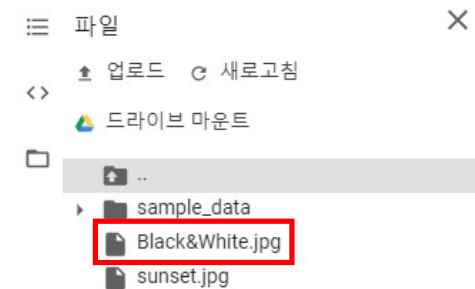 파일
업로드 새로고침
드라이브 마운트
..
sample_data
Black&White.jpg
sunset.jpg